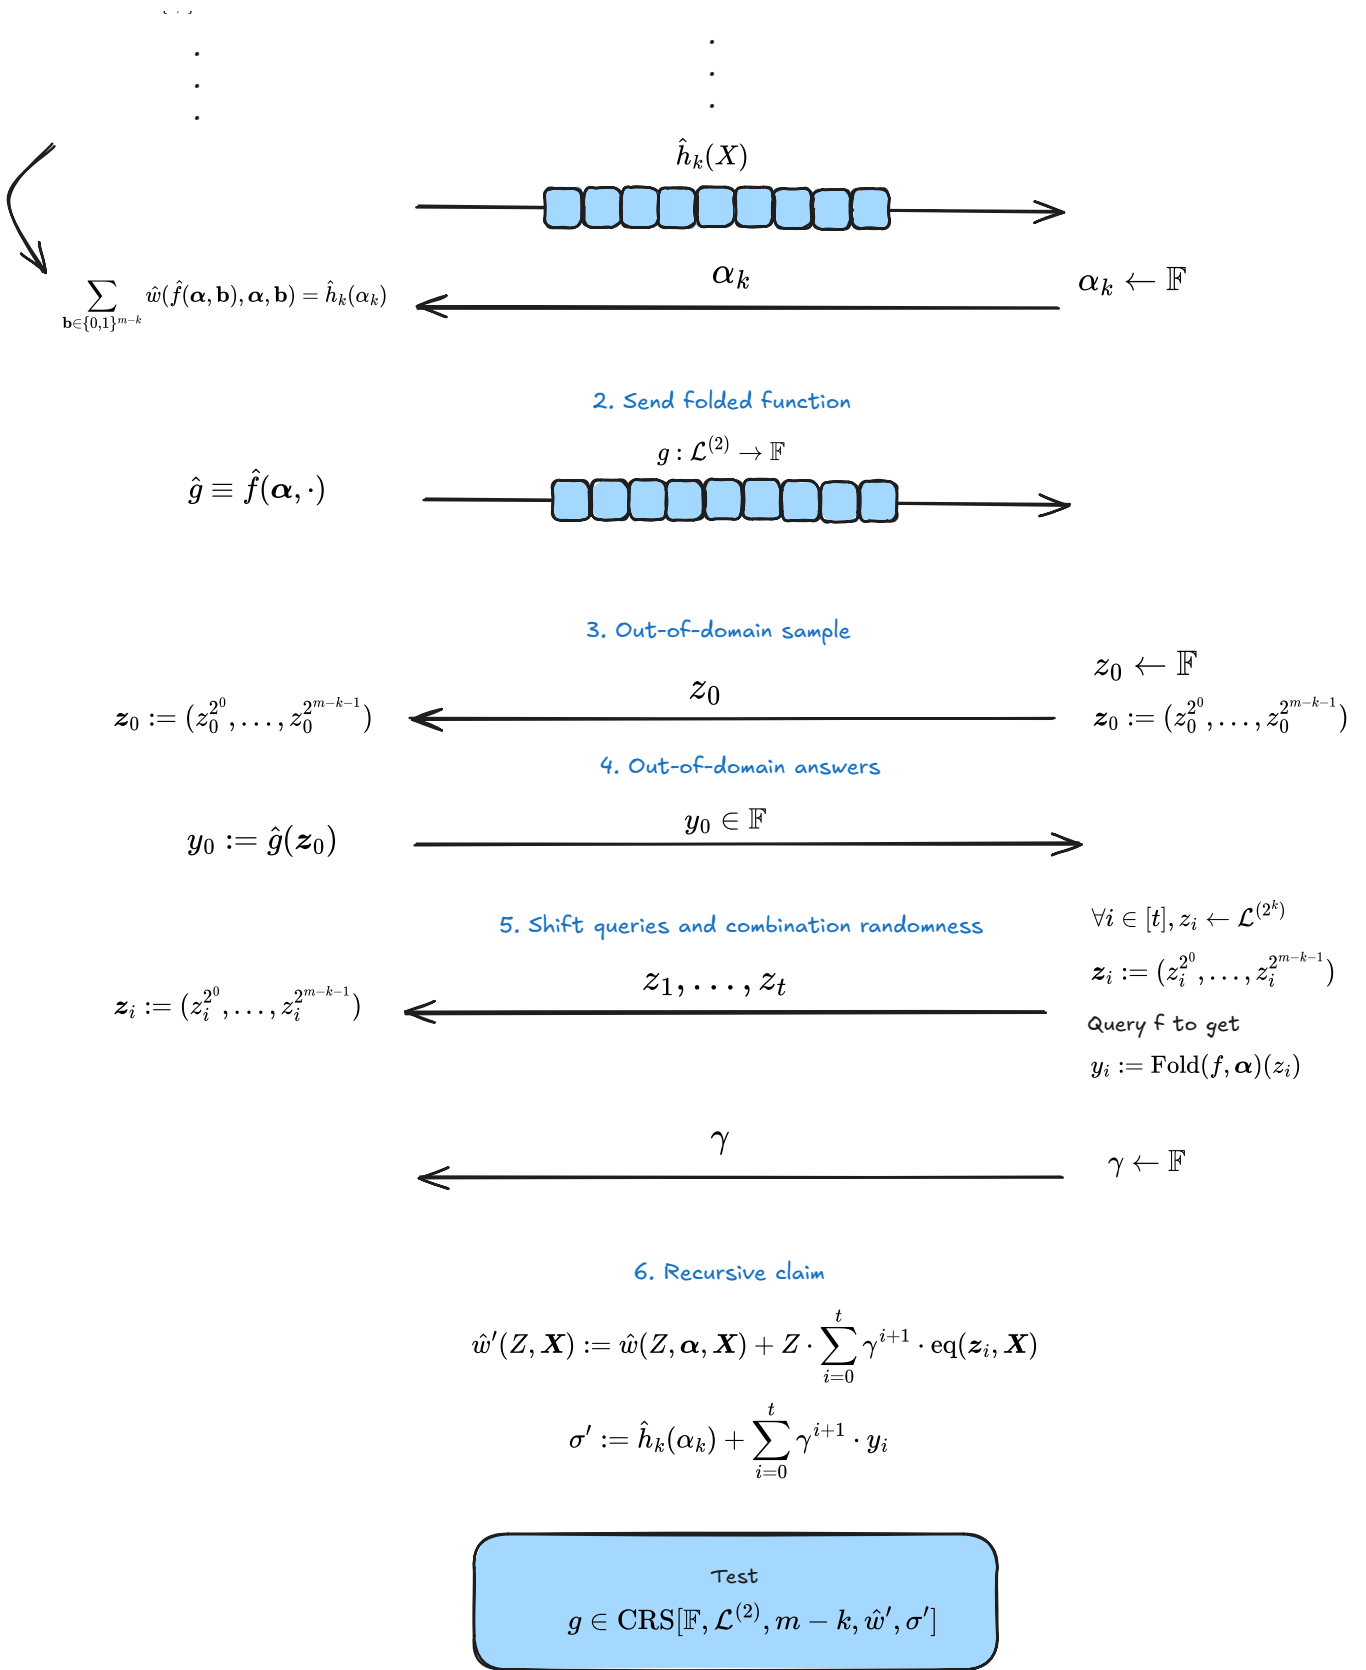 ĥ_k(X)
α_k
α_k ← 𝔽
∑_{𝐛∈{0,1}^{m−k}} ŵ(f̂(𝛂, 𝐛), 𝛂, 𝐛) = ĥ_k(α_k)
2. Send folded function
g : ℒ^{(2)} → 𝔽
ĝ ≡ f̂(𝛂, ·)
3. Out-of-domain sample
z_0 ← 𝔽
z_0
𝒛_0 := (z_0^{2^0}, …, z_0^{2^{m−k−1}})
𝒛_0 := (z_0^{2^0}, …, z_0^{2^{m−k−1}})
4. Out-of-domain answers
y_0 := ĝ(𝒛_0)
y_0 ∈ 𝔽
5. Shift queries and combination randomness
∀i ∈ [t], z_i ← ℒ^{(2^k)}
𝒛_i := (z_i^{2^0}, …, z_i^{2^{m−k−1}})
z_1, …, z_t
𝒛_i := (z_i^{2^0}, …, z_i^{2^{m−k−1}})
Query f to get
y_i := Fold(f, 𝛂)(z_i)
γ
γ ← 𝔽
6. Recursive claim
ŵ′(Z, 𝑿) := ŵ(Z, 𝛂, 𝑿) + Z · ∑_{i=0}^{t} γ^{i+1} · eq(𝒛_i, 𝑿)
σ′ := ĥ_k(α_k) + ∑_{i=0}^{t} γ^{i+1} · y_i
Test
g ∈ CRS[𝔽, ℒ^{(2)}, m − k, ŵ′, σ′]